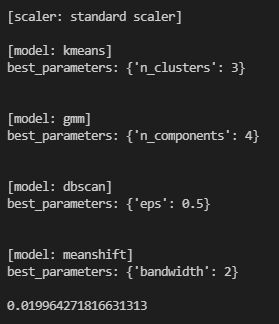 [scaler: standard scaler]
[model: kmeans]
best_parameters: {'n_clusters': 3}
[model: gmm]
best_parameters: {'n_components': 4}
[model: dbscan]
best_parameters: {'eps': 0.5}
[model: meanshift]
best_parameters: {'bandwidth': 2}
0.019964271816631313